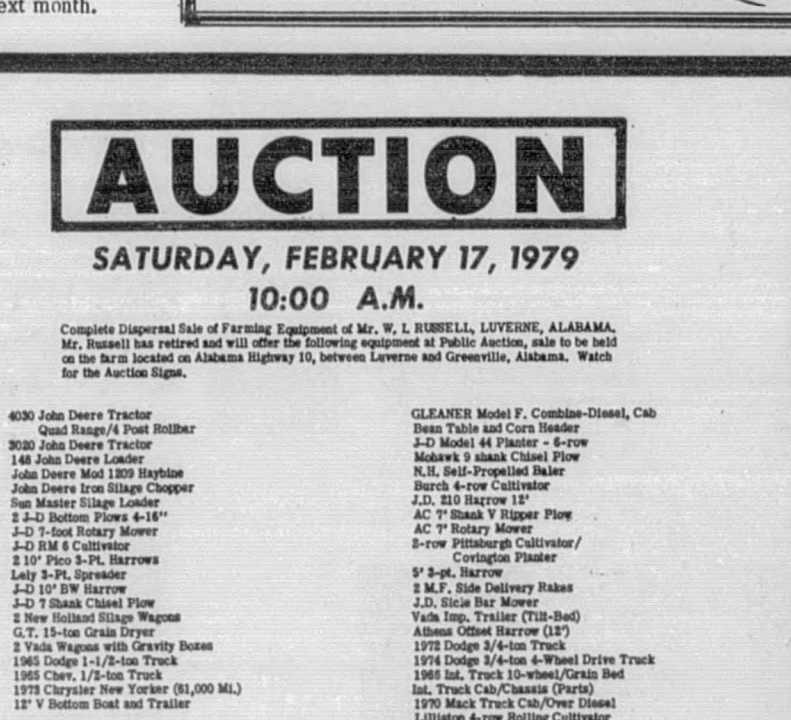 ext month.
AUCTION
SATURDAY, FEBRUARY 17, 1979
10:00 A.M.
Complete Dispersal Sale of Farming Equipment of Mr. W. L RUSSELL, LUVERNE, ALABAMA.
Mr. Russell has retired and will offer the following equipment at Public Auction, sale to be held
on the farm located on Alabama Highway 10, between Luverne and Greenville, Alabama. Watch
for the Auction Signs.
4030 John Deere Tractor
Quad Range/4 Post Rollbar
3020 John Deere Tractor
148 John Deere Loader
John Deere Mod 1209 Haybine
John Deere Iron Silage Chopper
Sun Master Silage Loader
2 J-D Bottom Plows 4-16"
J-D 7-foot Rotary Mower
J-D RM 6 Cultivator
2 10' Pico 3-Pt. Harrows
Lely 3-Pt. Spreader
J-D 10' BW Harrow
J-D 7 Shank Chisel Plow
2 New Holland Silage Wagons
G.T. 15-ton Grain Dryer
2 Vada Wagons with Gravity Boxes
1965 Dodge 1-1/2-ton Truck
1965 Chev. 1/2-ton Truck
1973 Chrysler New Yorker (61,000 Mi.)
12' V Bottom Boat and Trailer
GLEANER Model F. Combine-Diesel, Cab
Bean Table and Corn Header
J-D Model 44 Planter - 6-row
Mohawk 9 shank Chisel Plow
N.H. Self-Propelled Baler
Burch 4-row Cultivator
J.D. 210 Harrow 12'
AC 7' Shank V Ripper Plow
AC 7' Rotary Mower
2-row Pittsburgh Cultivator/
Covington Planter
5' 3-pt. Harrow
2 M.F. Side Delivery Rakes
J.D. Sicle Bar Mower
Vada Imp. Trailer (Tilt-Bed)
Athens Offset Harrow (12')
1972 Dodge 3/4-ton Truck
1974 Dodge 3/4-ton 4-Wheel Drive Truck
1968 Int. Truck 10-wheel/Grain Bed
Int. Truck Cab/Chassis (Parts)
1970 Mack Truck Cab/Over Diesel
Lilliston 4-row Rolling Cultivator